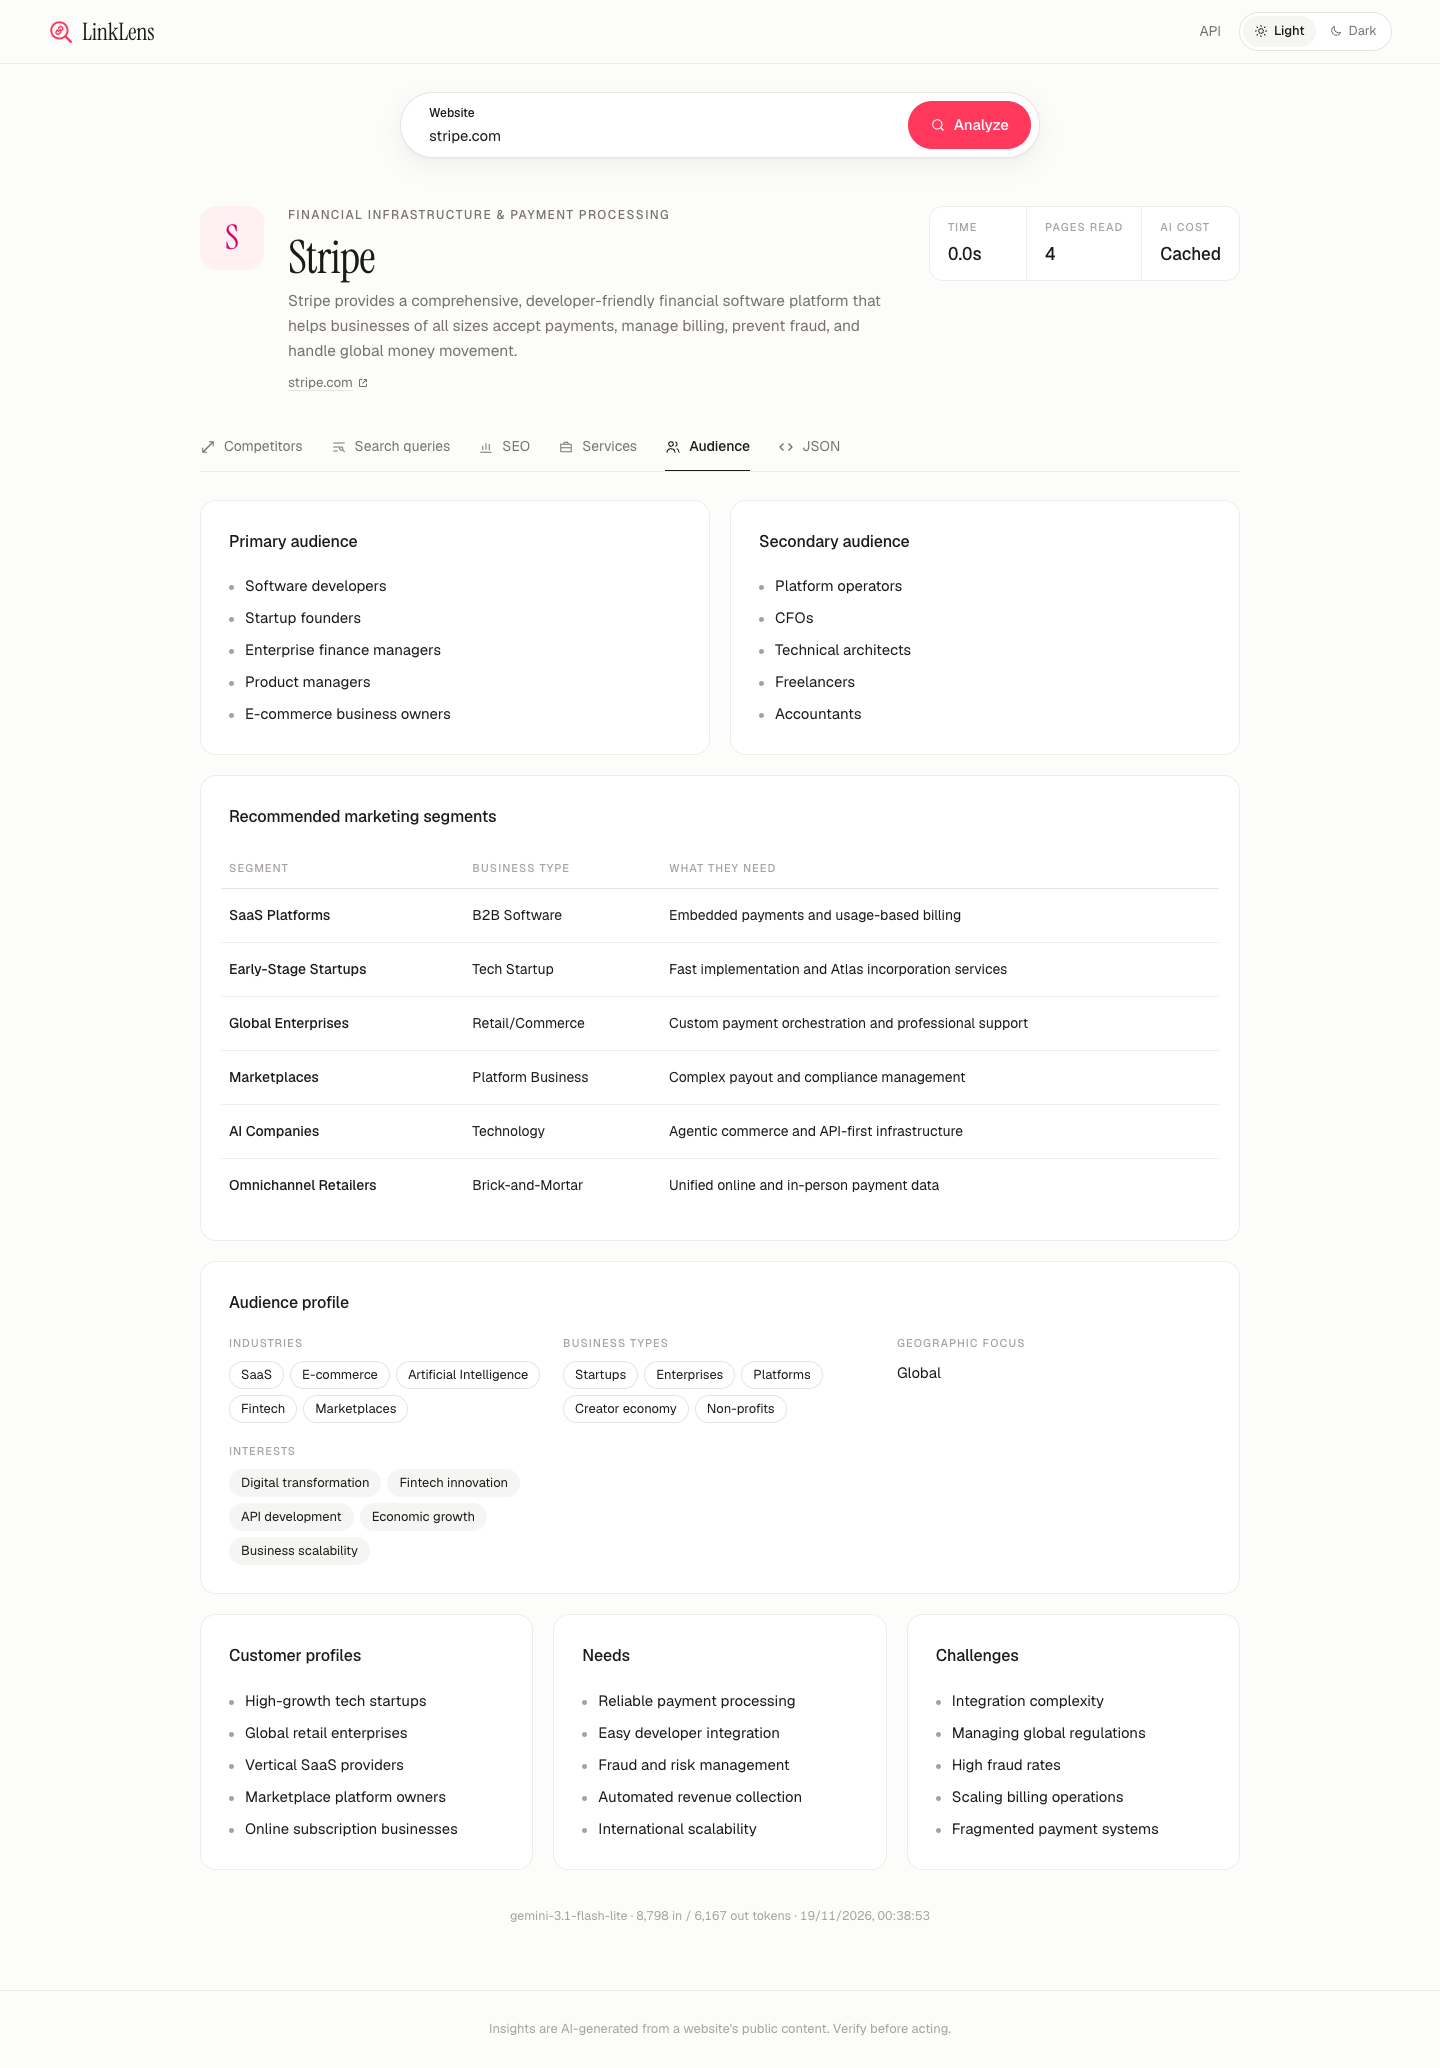 LinkLens
API
Light
Dark
Website
stripe.com
Analyze
S
FINANCIAL INFRASTRUCTURE & PAYMENT PROCESSING
Stripe
Stripe provides a comprehensive, developer-friendly financial software platform that
helps businesses of all sizes accept payments, manage billing, prevent fraud, and
handle global money movement.
stripe.com
TIME
0.0s
PAGES READ
4
AI COST
Cached
Competitors
Search queries
SEO
Services
Audience
JSON
Primary audience
Software developers
Startup founders
Enterprise finance managers
Product managers
E-commerce business owners
Secondary audience
Platform operators
CFOs
Technical architects
Freelancers
Accountants
Recommended marketing segments
SEGMENT BUSINESS TYPE WHAT THEY NEED
SaaS Platforms B2B Software Embedded payments and usage-based billing
Early-Stage Startups Tech Startup Fast implementation and Atlas incorporation services
Global Enterprises Retail/Commerce Custom payment orchestration and professional support
Marketplaces Platform Business Complex payout and compliance management
AI Companies Technology Agentic commerce and API-first infrastructure
Omnichannel Retailers Brick-and-Mortar Unified online and in-person payment data
Audience profile
INDUSTRIES
SaaS E-commerce Artificial Intelligence
Fintech Marketplaces
BUSINESS TYPES
Startups Enterprises Platforms
Creator economy Non-profits
GEOGRAPHIC FOCUS
Global
INTERESTS
Digital transformation Fintech innovation
API development Economic growth
Business scalability
Customer profiles
High-growth tech startups
Global retail enterprises
Vertical SaaS providers
Marketplace platform owners
Online subscription businesses
Needs
Reliable payment processing
Easy developer integration
Fraud and risk management
Automated revenue collection
International scalability
Challenges
Integration complexity
Managing global regulations
High fraud rates
Scaling billing operations
Fragmented payment systems
gemini-3.1-flash-lite · 8,798 in / 6,167 out tokens · 19/11/2026, 00:38:53
Insights are AI-generated from a website's public content. Verify before acting.